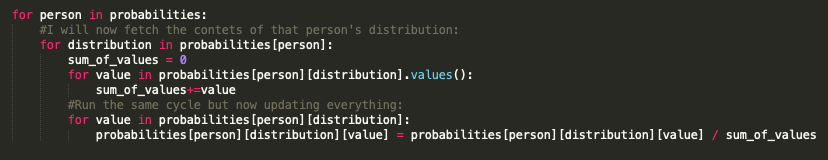 for person in probabilities:
    #I will now fetch the contets of that person's distribution:
    for distribution in probabilities[person]:
        sum_of_values = 0
        for value in probabilities[person][distribution].values():
            sum_of_values+=value
        #Run the same cycle but now updating everything:
        for value in probabilities[person][distribution]:
            probabilities[person][distribution][value] = probabilities[person][distribution][value] / sum_of_values